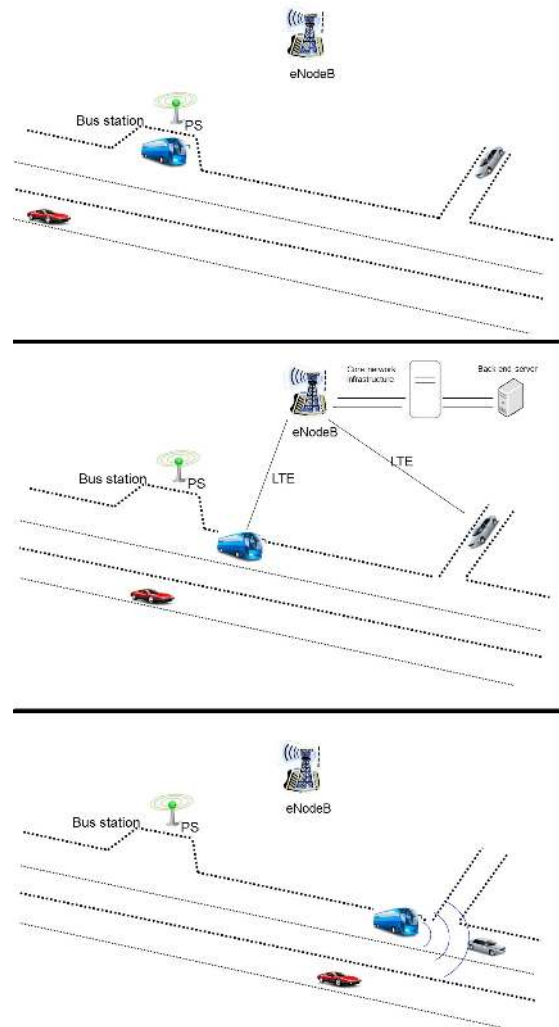 eNodeB
Bus station
PS
Core network
infrastructure
Back end server
eNodeB
LTE
LTE
Bus station
PS
eNodeB
Bus station
PS